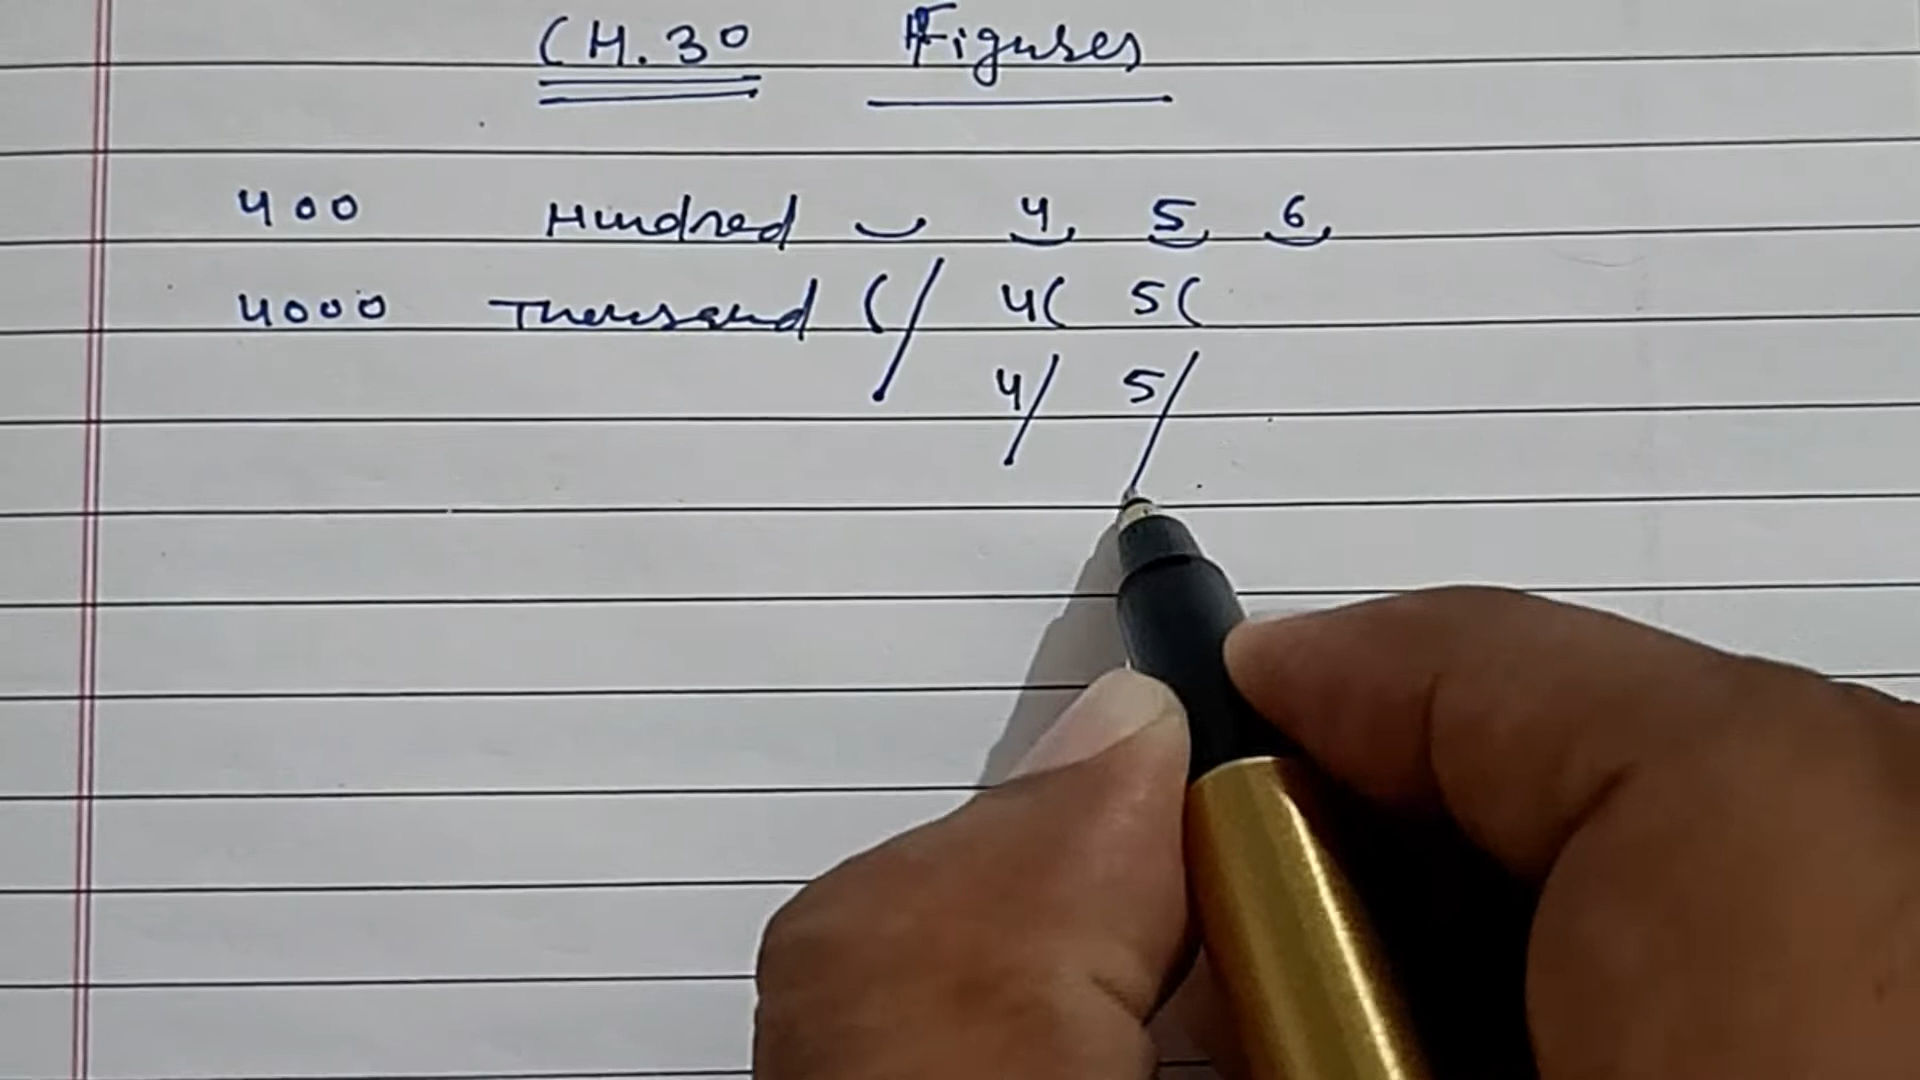 CH.30 Figures
400 Hundred ‿ 4 5 6
4000 Thousand ( / 4( 5(
4/ 5/